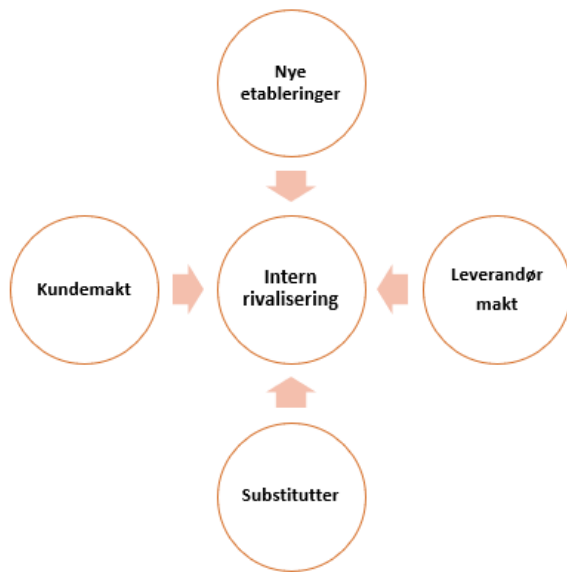 Nye
etableringer
Kundemakt
Intern
rivalisering
Leverandør
makt
Substitutter